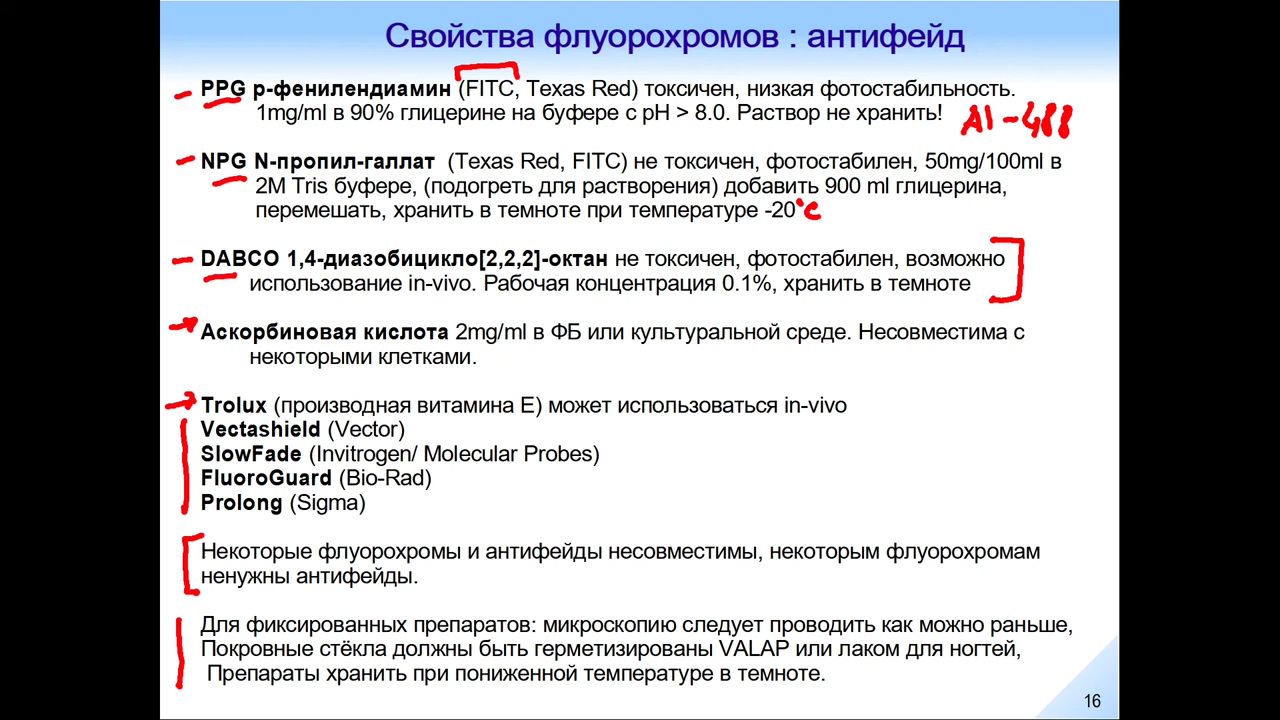 Свойства флуорохромов : антифейд
PPG р-фенилендиамин (FITC, Texas Red) токсичен, низкая фотостабильность.
1mg/ml в 90% глицерине на буфере с pH > 8.0. Раствор не хранить!
Al-488
NPG N-пропил-галлат (Texas Red, FITC) не токсичен, фотостабилен, 50mg/100ml в
2M Tris буфере, (подогреть для растворения) добавить 900 ml глицерина,
перемешать, хранить в темноте при температуре -20°C
DABCO 1,4-диазобицикло[2,2,2]-октан не токсичен, фотостабилен, возможно
использование in-vivo. Рабочая концентрация 0.1%, хранить в темноте
Аскорбиновая кислота 2mg/ml в ФБ или культуральной среде. Несовместима с
некоторыми клетками.
Trolux (производная витамина Е) может использоваться in-vivo
Vectashield (Vector)
SlowFade (Invitrogen/ Molecular Probes)
FluoroGuard (Bio-Rad)
Prolong (Sigma)
Некоторые флуорохромы и антифейды несовместимы, некоторым флуорохромам
ненужны антифейды.
Для фиксированных препаратов: микроскопию следует проводить как можно раньше,
Покровные стёкла должны быть герметизированы VALAP или лаком для ногтей,
Препараты хранить при пониженной температуре в темноте.
16